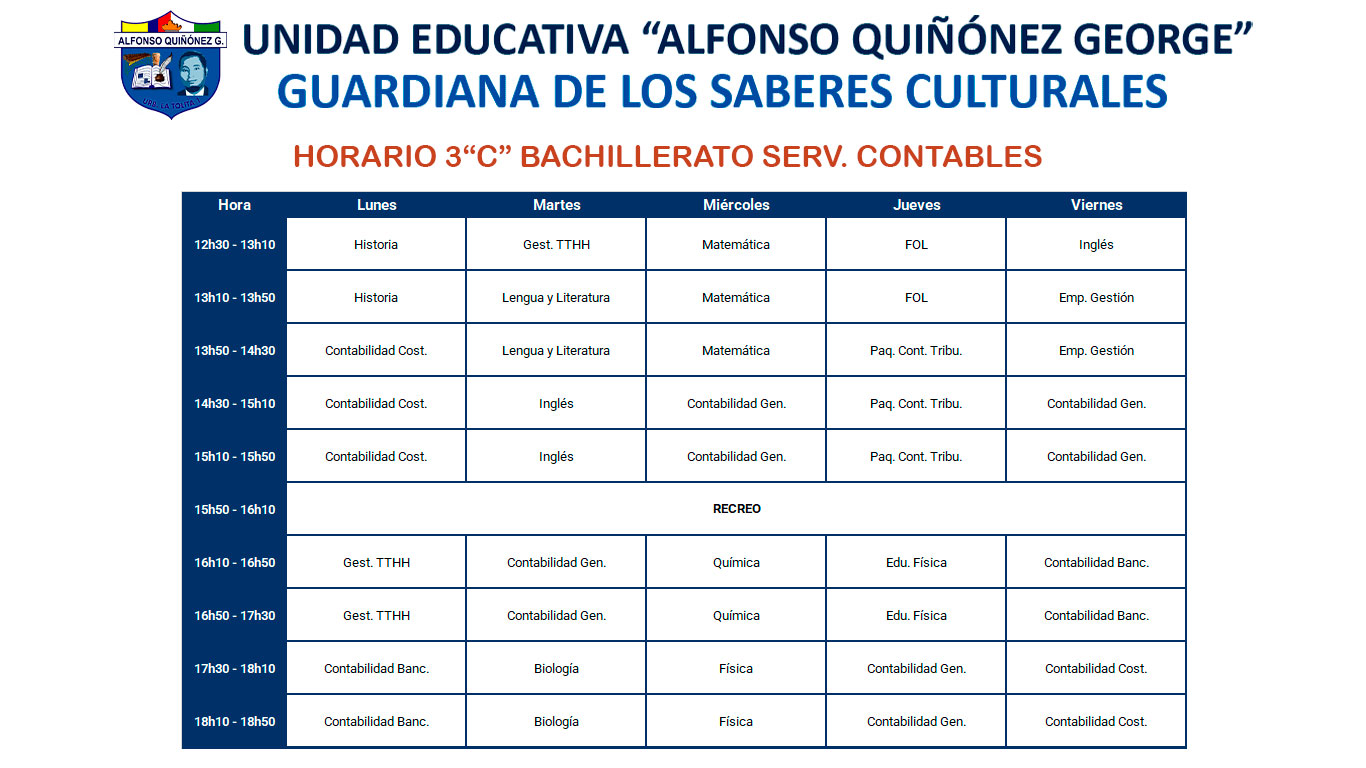 ALFONSO QUIÑÓNEZ G.
URB. LA TOLITA 1
UNIDAD EDUCATIVA “ALFONSO QUIÑÓNEZ GEORGE”
GUARDIANA DE LOS SABERES CULTURALES
HORARIO 3“C” BACHILLERATO SERV. CONTABLES
Hora Lunes Martes Miércoles Jueves Viernes
12h30 - 13h10 Historia Gest. TTHH Matemática FOL Inglés
13h10 - 13h50 Historia Lengua y Literatura Matemática FOL Emp. Gestión
13h50 - 14h30 Contabilidad Cost. Lengua y Literatura Matemática Paq. Cont. Tribu. Emp. Gestión
14h30 - 15h10 Contabilidad Cost. Inglés Contabilidad Gen. Paq. Cont. Tribu. Contabilidad Gen.
15h10 - 15h50 Contabilidad Cost. Inglés Contabilidad Gen. Paq. Cont. Tribu. Contabilidad Gen.
15h50 - 16h10 RECREO
16h10 - 16h50 Gest. TTHH Contabilidad Gen. Química Edu. Física Contabilidad Banc.
16h50 - 17h30 Gest. TTHH Contabilidad Gen. Química Edu. Física Contabilidad Banc.
17h30 - 18h10 Contabilidad Banc. Biología Física Contabilidad Gen. Contabilidad Cost.
18h10 - 18h50 Contabilidad Banc. Biología Física Contabilidad Gen. Contabilidad Cost.